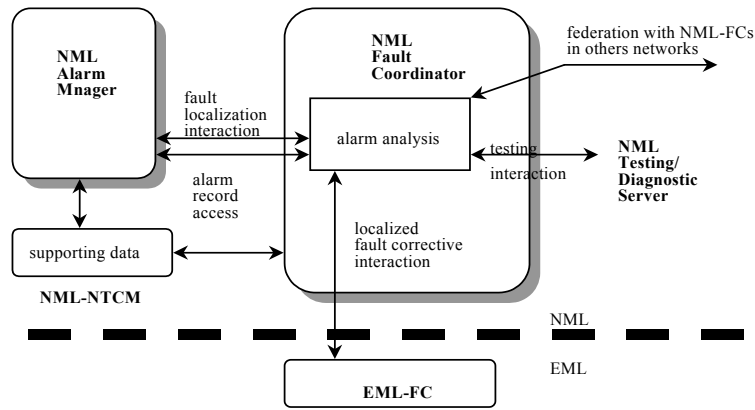 NML
Alarm
Mnager
fault
localization
interaction
alarm
record
access
supporting data
NML-NTCM
NML
Fault
Coordinator
alarm analysis
localized
fault corrective
interaction
federation with NML-FCs
in others networks
testing
interaction
NML
Testing/
Diagnostic
Server
NML
EML
EML-FC